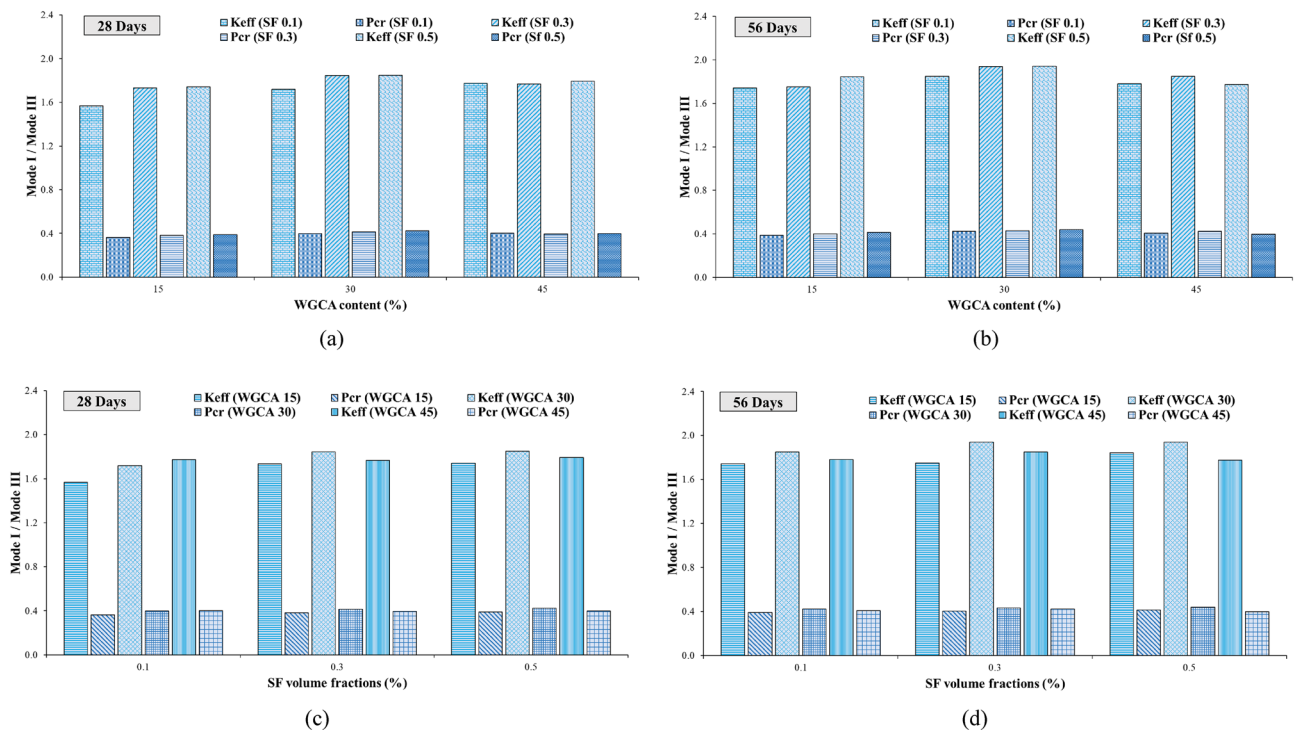 28 Days
Keff (SF 0.1) Pcr (SF 0.1) Keff (SF 0.3)
Pcr (SF 0.3) Keff (SF 0.5) Pcr (Sf 0.5)
2.4
2.0
1.6
1.2
0.8
0.4
0.0
Mode I / Mode III
15 30 45
WGCA content (%)
(a)
56 Days
Keff (SF 0.1) Pcr (SF 0.1) Keff (SF 0.3)
Pcr (SF 0.3) Keff (SF 0.5) Pcr (Sf 0.5)
2.4
2.0
1.6
1.2
0.8
0.4
0.0
Mode I / Mode III
15 30 45
WGCA content (%)
(b)
28 Days
Keff (WGCA 15) Pcr (WGCA 15) Keff (WGCA 30)
Pcr (WGCA 30) Keff (WGCA 45) Pcr (WGCA 45)
2.4
2.0
1.6
1.2
0.8
0.4
0.0
Mode I / Mode III
0.1 0.3 0.5
SF volume fractions (%)
(c)
56 Days
Keff (WGCA 15) Pcr (WGCA 15) Keff (WGCA 30)
Pcr (WGCA 30) Keff (WGCA 45) Pcr (WGCA 45)
2.4
2.0
1.6
1.2
0.8
0.4
0.0
Mode I / Mode III
0.1 0.3 0.5
SF volume fractions (%)
(d)